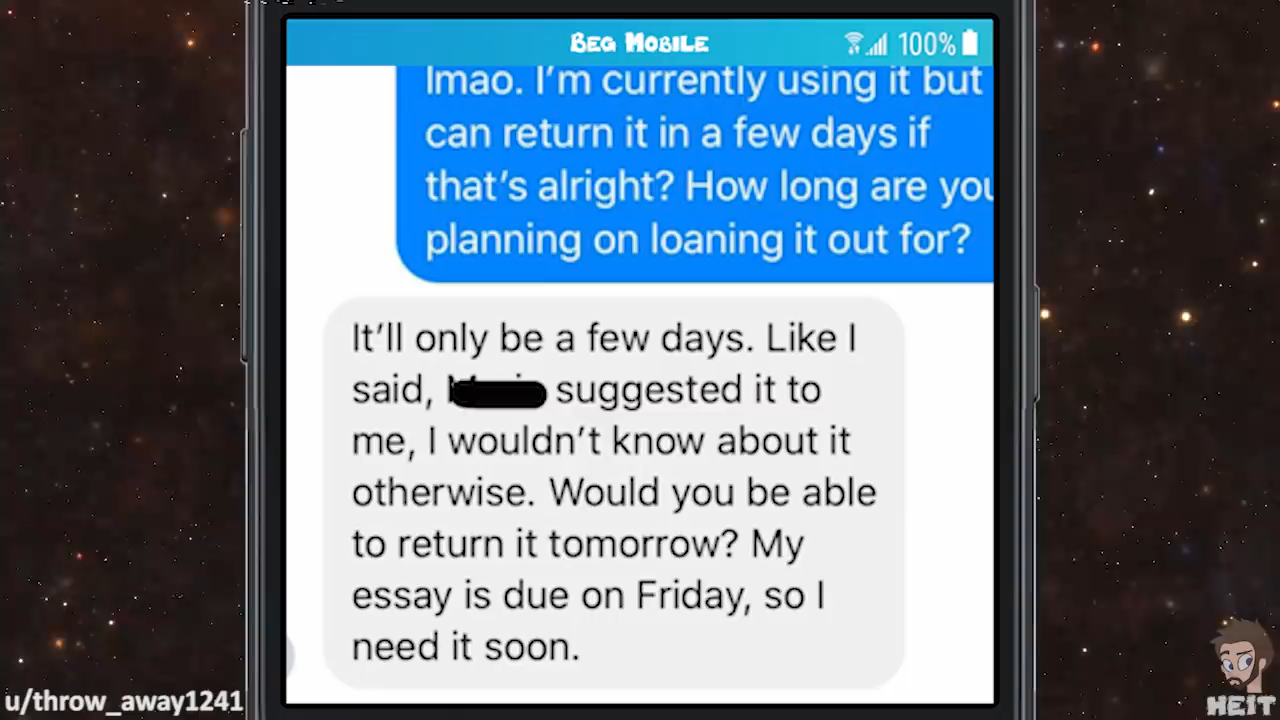 BEG MOBILE
100%
lmao. I'm currently using it but
can return it in a few days if
that's alright? How long are you
planning on loaning it out for?
It'll only be a few days. Like I
said, suggested it to
me, I wouldn't know about it
otherwise. Would you be able
to return it tomorrow? My
essay is due on Friday, so I
need it soon.
u/throw_away1241
HEIT